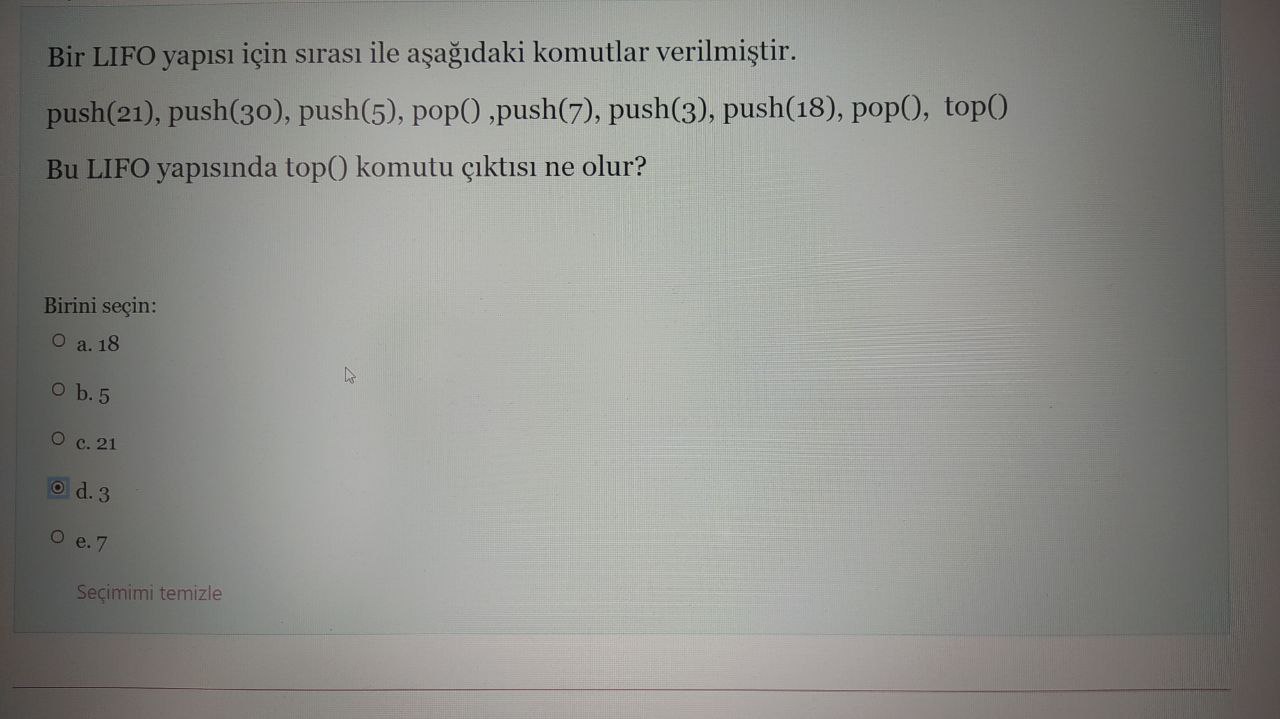 Bir LIFO yapısı için sırası ile aşağıdaki komutlar verilmiştir.
push(21), push(30), push(5), pop() ,push(7), push(3), push(18), pop(), top()
Bu LIFO yapısında top() komutu çıktısı ne olur?
Birini seçin:
a. 18
b. 5
c. 21
d. 3
e. 7
Seçimimi temizle